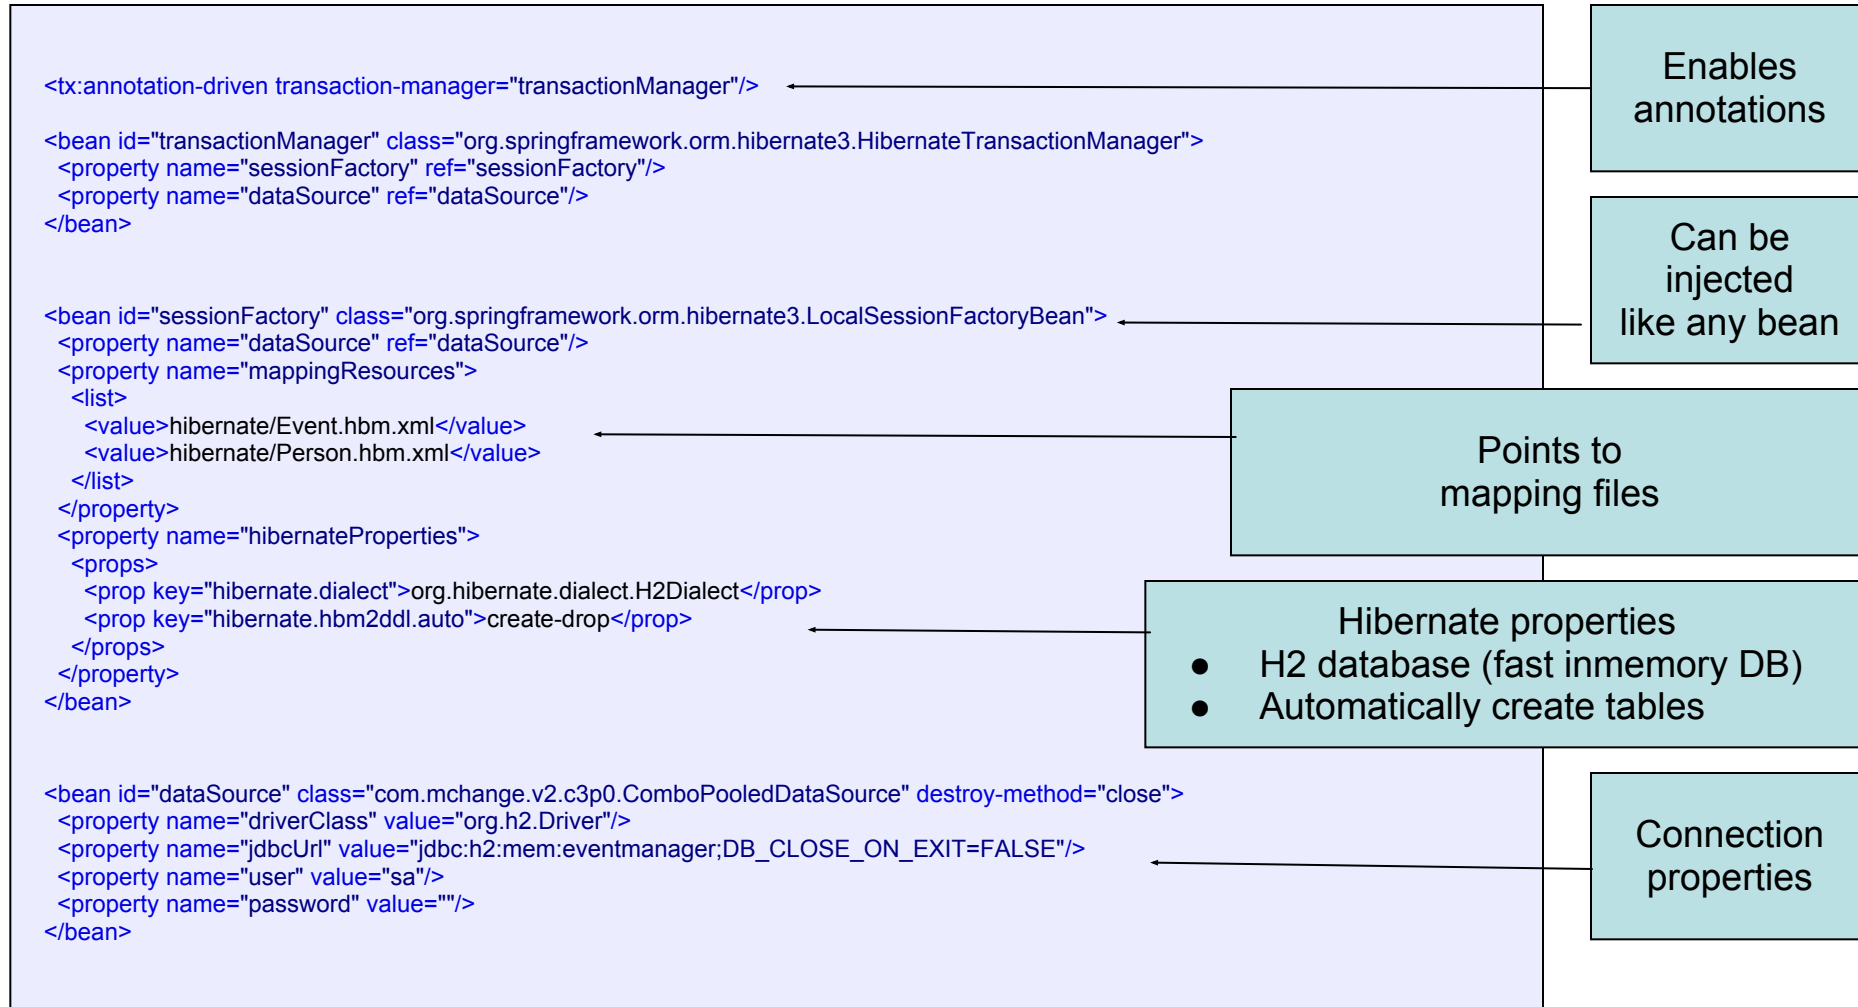 <tx:annotation-driven transaction-manager="transactionManager"/>
<bean id="transactionManager" class="org.springframework.orm.hibernate3.HibernateTransactionManager">
<property name="sessionFactory" ref="sessionFactory"/>
<property name="dataSource" ref="dataSource"/>
</bean>
<bean id="sessionFactory" class="org.springframework.orm.hibernate3.LocalSessionFactoryBean">
<property name="dataSource" ref="dataSource"/>
<property name="mappingResources">
<list>
<value>hibernate/Event.hbm.xml</value>
<value>hibernate/Person.hbm.xml</value>
</list>
</property>
<property name="hibernateProperties">
<props>
<prop key="hibernate.dialect">org.hibernate.dialect.H2Dialect</prop>
<prop key="hibernate.hbm2ddl.auto">create-drop</prop>
</props>
</property>
</bean>
<bean id="dataSource" class="com.mchange.v2.c3p0.ComboPooledDataSource" destroy-method="close">
<property name="driverClass" value="org.h2.Driver"/>
<property name="jdbcUrl" value="jdbc:h2:mem:eventmanager;DB_CLOSE_ON_EXIT=FALSE"/>
<property name="user" value="sa"/>
<property name="password" value=""/>
</bean>
Enables
annotations
Can be
injected
like any bean
Points to
mapping files
Hibernate properties
● H2 database (fast inmemory DB)
● Automatically create tables
Connection
properties